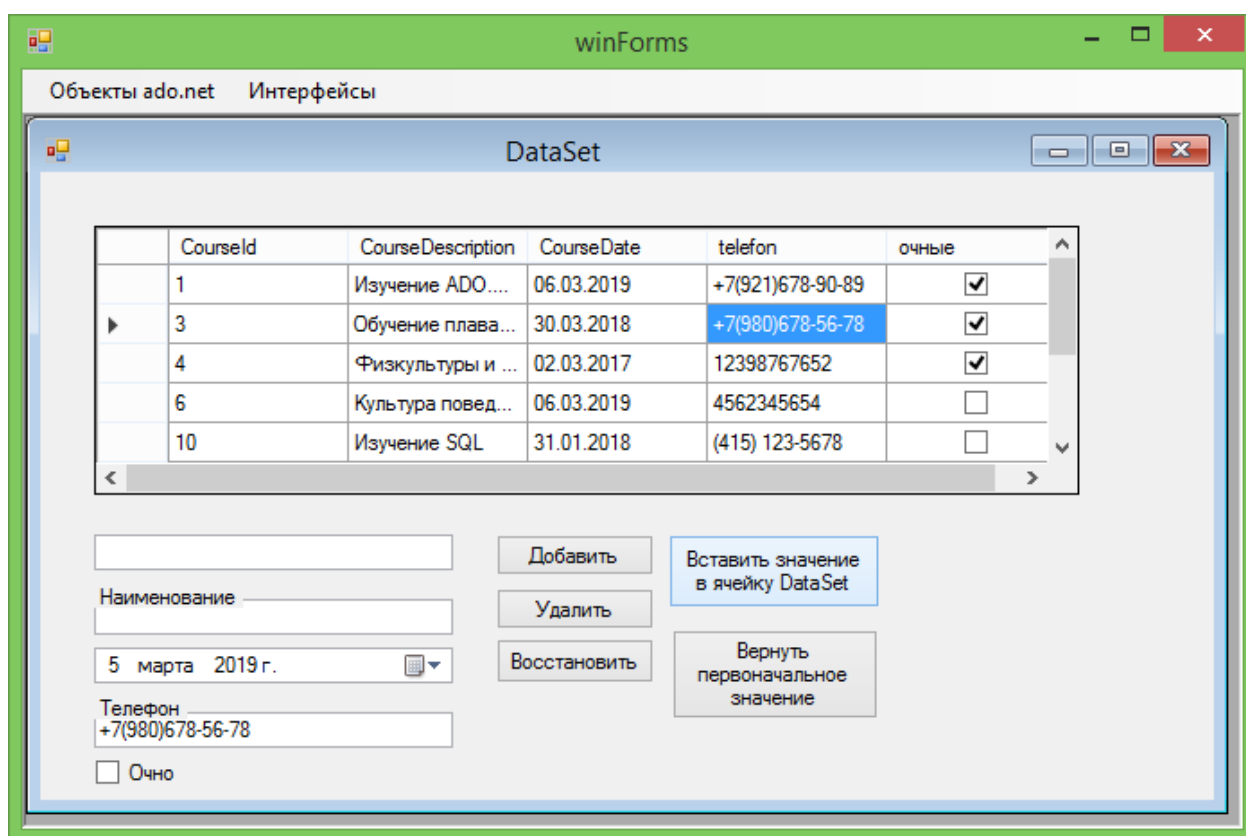 winForms
Объекты ado.net Интерфейсы
DataSet
CourseId CourseDescription CourseDate telefon очные
1 Изучение ADO.... 06.03.2019 +7(921)678-90-89
3 Обучение плава... 30.03.2018 +7(980)678-56-78
4 Физкультуры и ... 02.03.2017 12398767652
6 Культура повед... 06.03.2019 4562345654
10 Изучение SQL 31.01.2018 (415) 123-5678
Добавить
Вставить значение
в ячейку DataSet
Наименование
Удалить
5 марта 2019 г.
Восстановить
Вернуть
первоначальное
значение
Телефон
+7(980)678-56-78
Очно